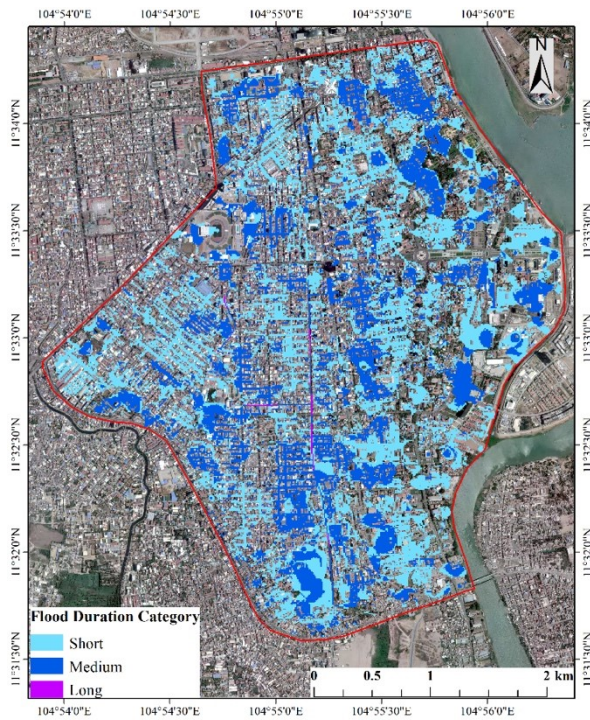 104°54'0"E 104°54'30"E 104°55'0"E 104°55'30"E 104°56'0"E
N
11°34'0"N 11°34'0"N
11°33'30"N 11°33'30"N
11°33'0"N 11°33'0"N
11°32'30"N 11°32'30"N
11°32'0"N 11°32'0"N
11°31'30"N 11°31'30"N
Flood Duration Category
Short
Medium
Long
0 0.5 1 2 km
104°54'0"E 104°54'30"E 104°55'0"E 104°55'30"E 104°56'0"E